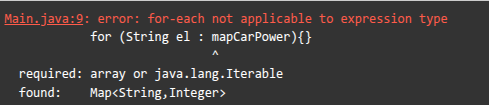 Main.java:9: error: for-each not applicable to expression type
        for (String el : mapCarPower){}
                         ^
  required: array or java.lang.Iterable
  found:    Map<String,Integer>